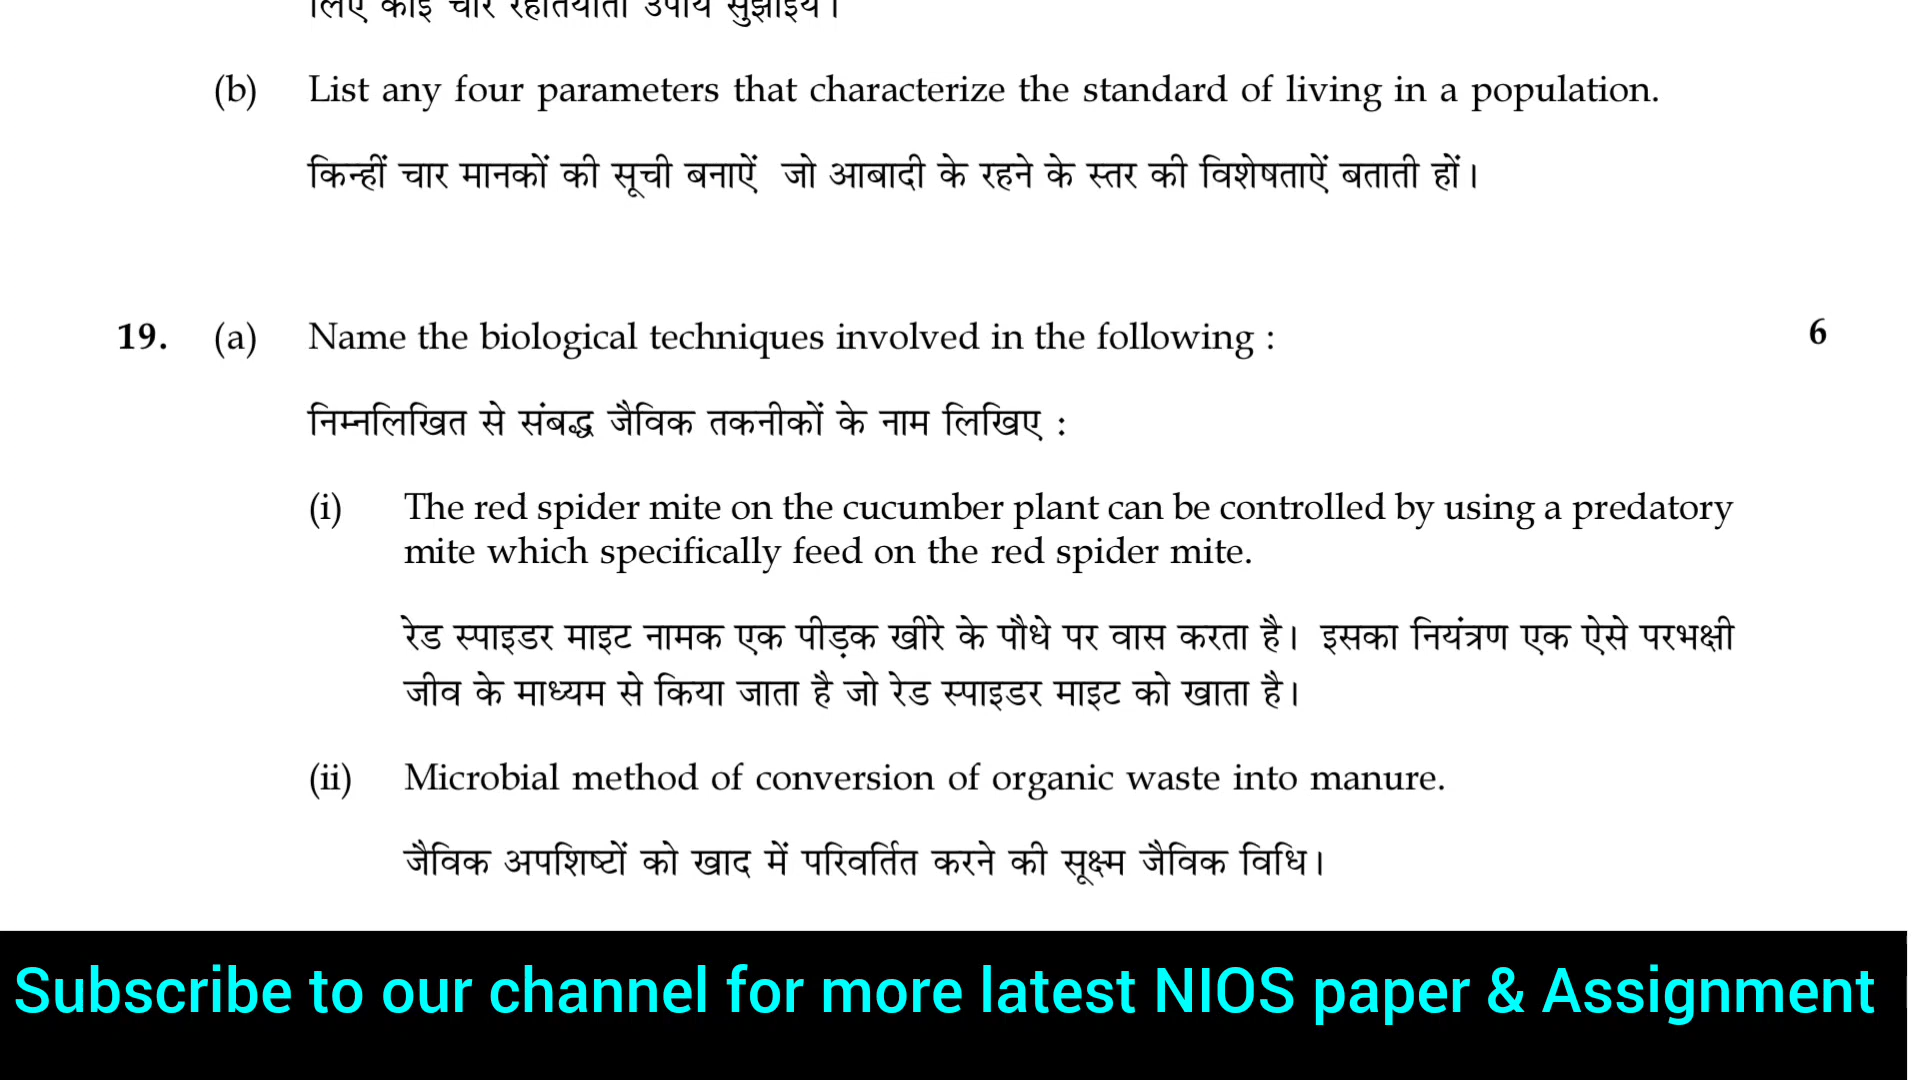 लिए कोई चार एहतियाती उपाय सुझाइये।
(b) List any four parameters that characterize the standard of living in a population.
किन्हीं चार मानकों की सूची बनाऐं जो आबादी के रहने के स्तर की विशेषताऐं बताती हों।
19. (a) Name the biological techniques involved in the following : 6
निम्नलिखित से संबद्ध जैविक तकनीकों के नाम लिखिए :
(i) The red spider mite on the cucumber plant can be controlled by using a predatory
mite which specifically feed on the red spider mite.
रेड स्पाइडर माइट नामक एक पीड़क खीरे के पौधे पर वास करता है। इसका नियंत्रण एक ऐसे परभक्षी
जीव के माध्यम से किया जाता है जो रेड स्पाइडर माइट को खाता है।
(ii) Microbial method of conversion of organic waste into manure.
जैविक अपशिष्टों को खाद में परिवर्तित करने की सूक्ष्म जैविक विधि।
Subscribe to our channel for more latest NIOS paper & Assignment